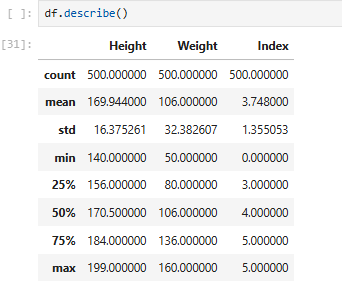 [ ]: df.describe()
[31]:
Height Weight Index
count 500.000000 500.000000 500.000000
mean 169.944000 106.000000 3.748000
std 16.375261 32.382607 1.355053
min 140.000000 50.000000 0.000000
25% 156.000000 80.000000 3.000000
50% 170.500000 106.000000 4.000000
75% 184.000000 136.000000 5.000000
max 199.000000 160.000000 5.000000